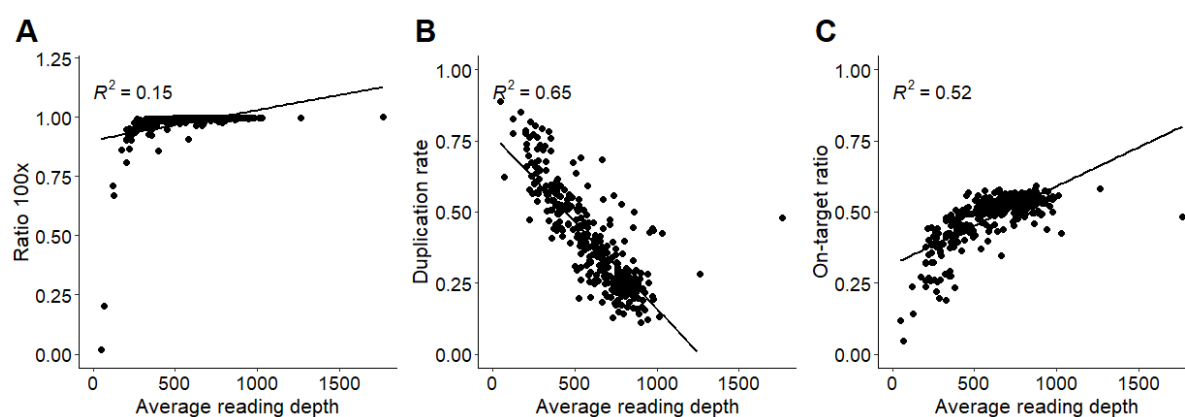 A
R² = 0.15
Ratio 100x
1.25
1.00
0.75
0.50
0.25
0.00
0
500
1000
1500
Average reading depth
B
R² = 0.65
Duplication rate
1.00
0.75
0.50
0.25
0.00
0
500
1000
1500
Average reading depth
C
R² = 0.52
On-target ratio
1.00
0.75
0.50
0.25
0.00
0
500
1000
1500
Average reading depth